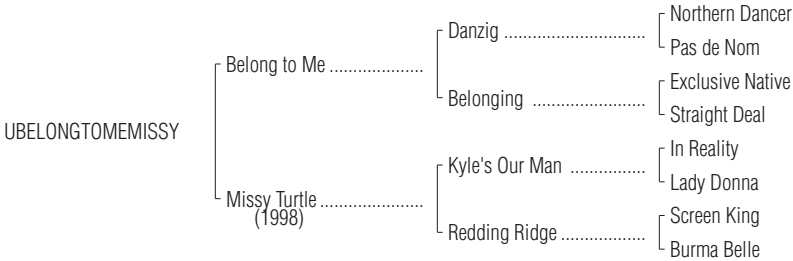 Northern Dancer
Danzig ..............................
Pas de Nom
Belong to Me ....................
Exclusive Native
Belonging ........................
Straight Deal
UBELONGTOMEMISSY
In Reality
Kyle's Our Man ................
Lady Donna
Missy Turtle ......................
(1998)
Screen King
Redding Ridge ..................
Burma Belle